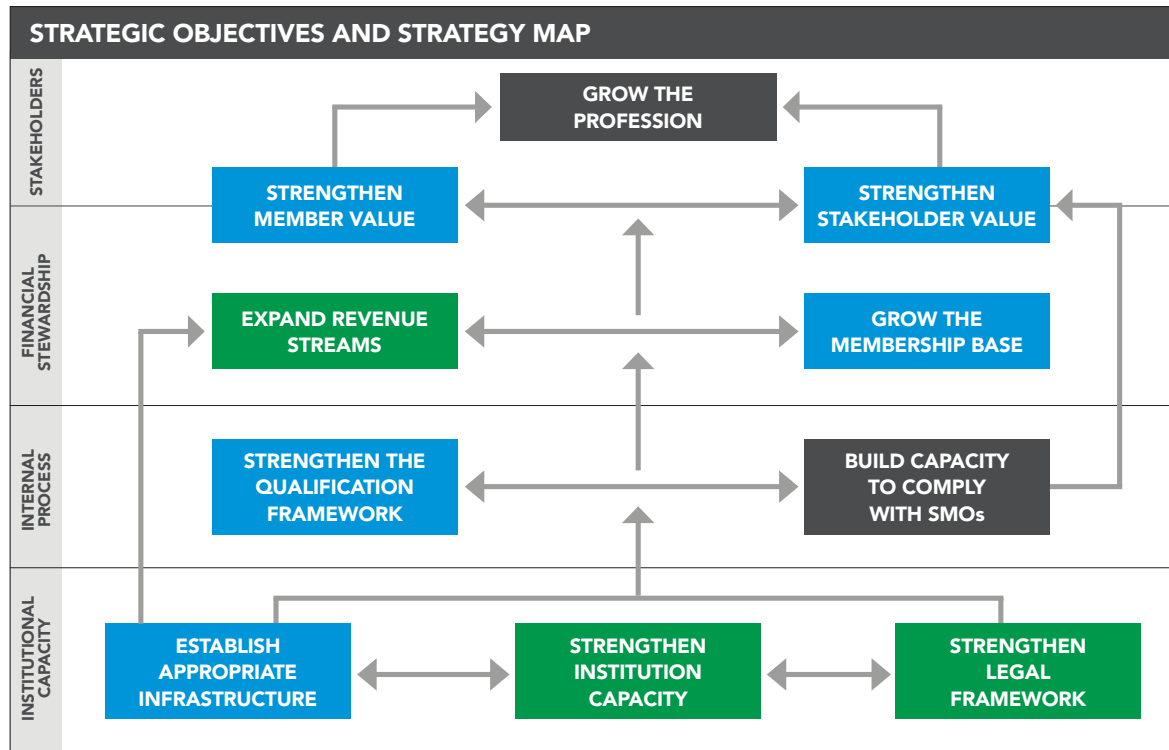 STRATEGIC OBJECTIVES AND STRATEGY MAP
STAKEHOLDERS
GROW THE
PROFESSION
STRENGTHEN
MEMBER VALUE
STRENGTHEN
STAKEHOLDER VALUE
FINANCIAL
STEWARDSHIP
EXPAND REVENUE
STREAMS
GROW THE
MEMBERSHIP BASE
INTERNAL
PROCESS
STRENGTHEN THE
QUALIFICATION
FRAMEWORK
BUILD CAPACITY
TO COMPLY
WITH SMOs
INSTITUTIONAL
CAPACITY
ESTABLISH
APPROPRIATE
INFRASTRUCTURE
STRENGTHEN
INSTITUTION
CAPACITY
STRENGTHEN
LEGAL
FRAMEWORK